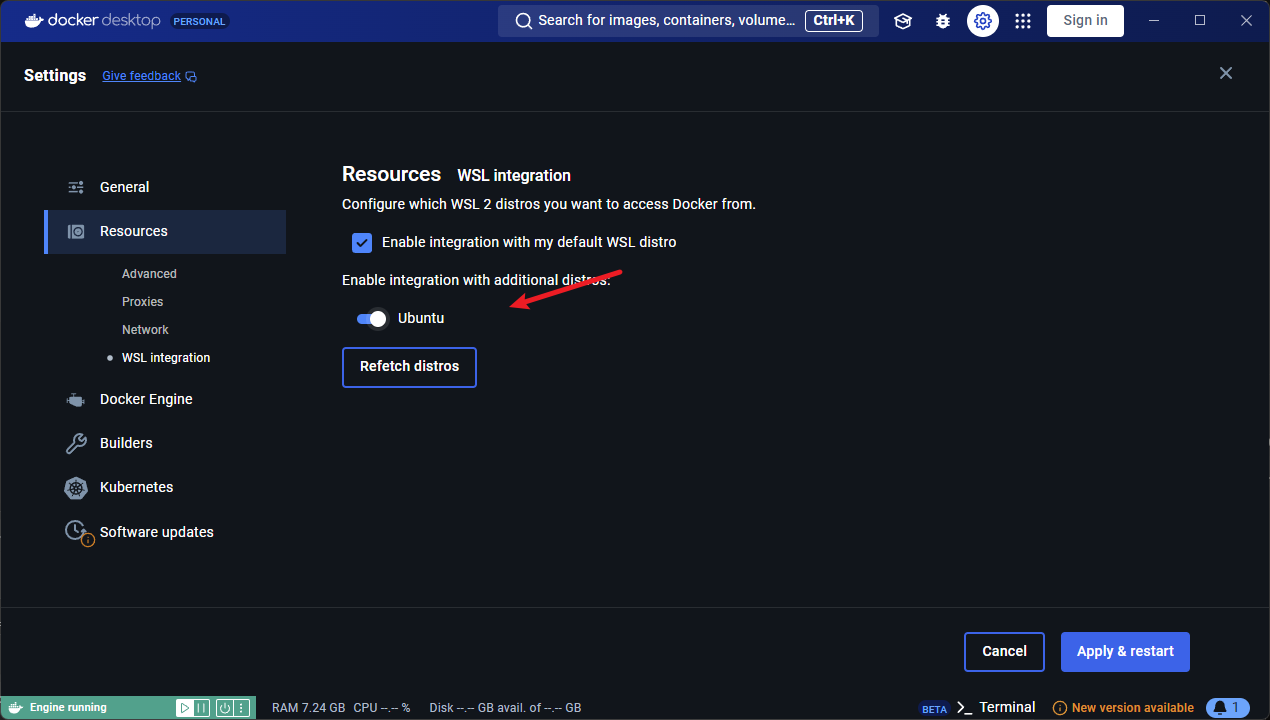 docker desktop PERSONAL Search for images, containers, volume... Ctrl+K Sign in
Settings Give feedback
General
Resources
Advanced
Proxies
Network
WSL integration
Docker Engine
Builders
Kubernetes
Software updates
Resources WSL integration
Configure which WSL 2 distros you want to access Docker from.
Enable integration with my default WSL distro
Enable integration with additional distros:
Ubuntu
Refetch distros
Cancel Apply & restart
Engine running RAM 7.24 GB CPU --.-- % Disk --.-- GB avail. of --.-- GB BETA >_ Terminal New version available 1